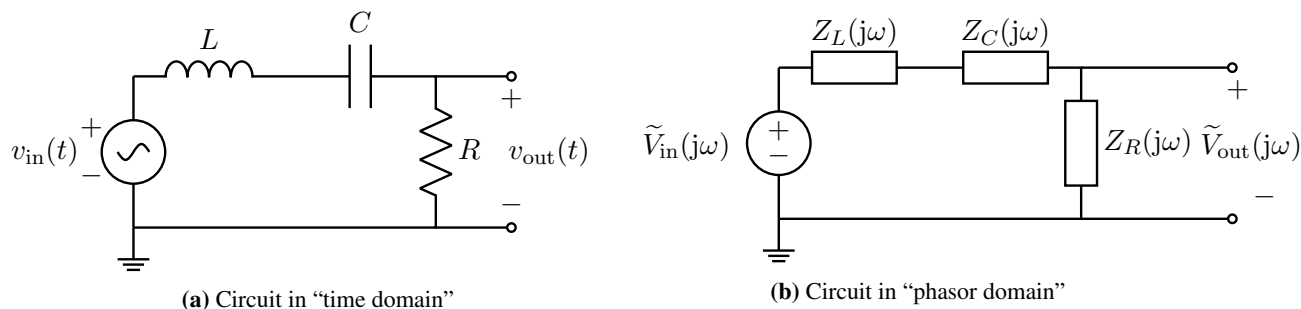 C
L
+
v_in(t)
−
R
+
v_out(t)
−
(a) Circuit in “time domain”
Z_L(jω) Z_C(jω)
+
−
Ṽ_in(jω)
Z_R(jω)
+
Ṽ_out(jω)
−
(b) Circuit in “phasor domain”